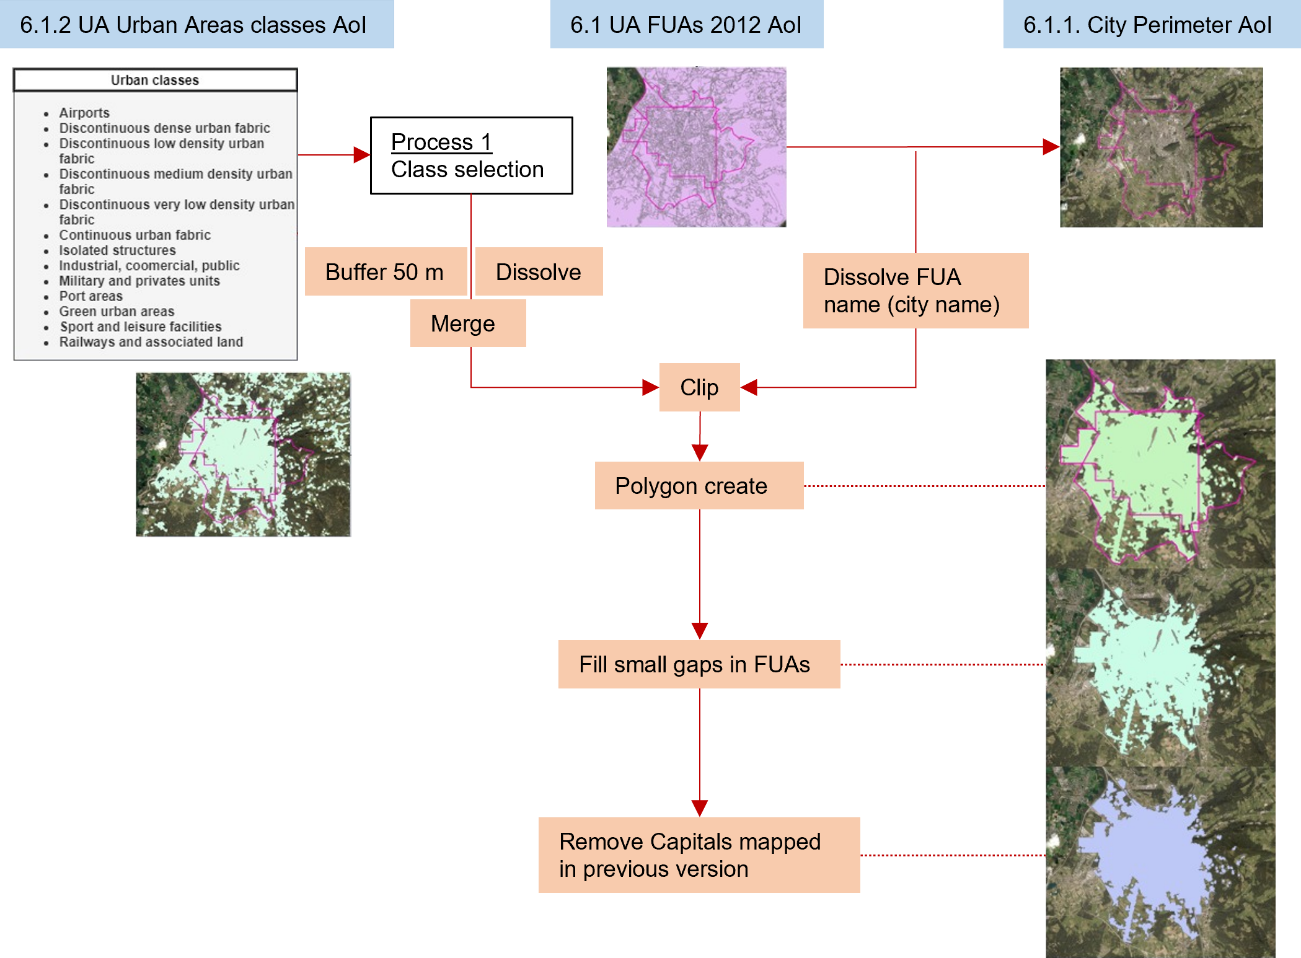 6.1.2 UA Urban Areas classes AoI
6.1 UA FUAs 2012 AoI
6.1.1. City Perimeter AoI
Urban classes
• Airports
• Discontinuous dense urban fabric
• Discontinuous low density urban
fabric
• Discontinuous medium density urban
fabric
• Discontinuous very low density urban
fabric
• Continuous urban fabric
• Isolated structures
• Industrial, coomercial, public
• Military and privates units
• Port areas
• Green urban areas
• Sport and leisure facilities
• Railways and associated land
Process 1
Class selection
Buffer 50 m
Dissolve
Merge
Dissolve FUA
name (city name)
Clip
Polygon create
Fill small gaps in FUAs
Remove Capitals mapped
in previous version